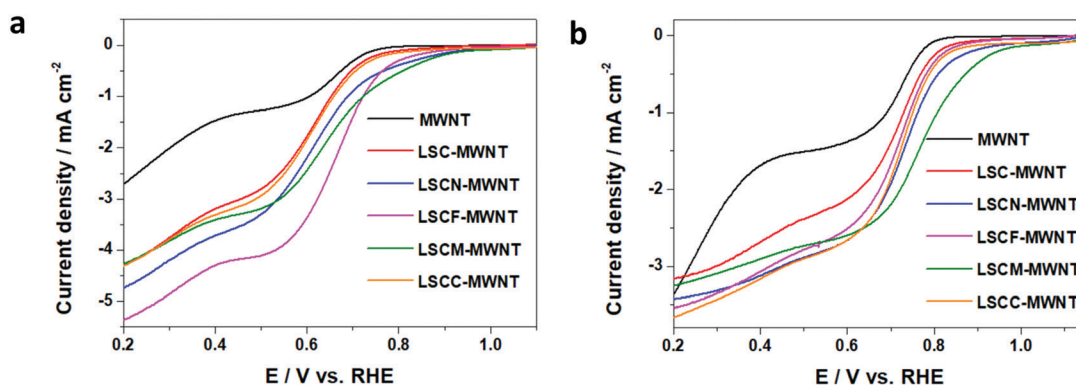 a
0
-1
-2
-3
-4
-5
Current density / mA cm-2
MWNT
LSC-MWNT
LSCN-MWNT
LSCF-MWNT
LSCM-MWNT
LSCC-MWNT
0.2 0.4 0.6 0.8 1.0
E / V vs. RHE
b
0
-1
-2
-3
Current density / mA cm-2
MWNT
LSC-MWNT
LSCN-MWNT
LSCF-MWNT
LSCM-MWNT
LSCC-MWNT
0.2 0.4 0.6 0.8 1.0
E / V vs. RHE